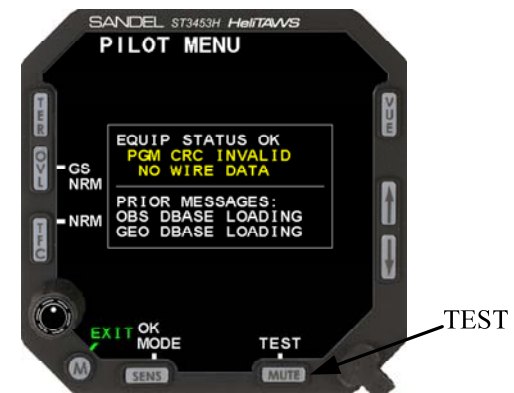 SANDEL ST3453H HeliTAWS
PILOT MENU
TER
VUE
OVL
EQUIP STATUS OK
PGM CRC INVALID
NO WIRE DATA
GS
NRM
PRIOR MESSAGES:
OBS DBASE LOADING
GEO DBASE LOADING
NRM
TFC
EXIT
OK
MODE
TEST
TEST
M
SENS
MUTE